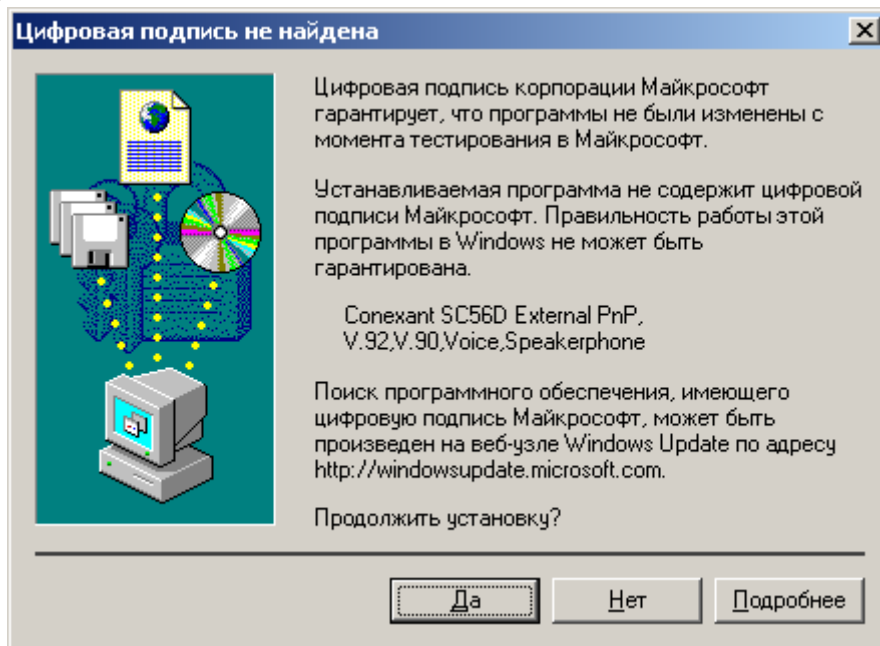 Цифровая подпись не найдена
Цифровая подпись корпорации Майкрософт
гарантирует, что программы не были изменены с
момента тестирования в Майкрософт.
Устанавливаемая программа не содержит цифровой
подписи Майкрософт. Правильность работы этой
программы в Windows не может быть
гарантирована.
Conexant SC56D External PnP,
V.92,V.90,Voice,Speakerphone
Поиск программного обеспечения, имеющего
цифровую подпись Майкрософт, может быть
произведен на веб-узле Windows Update по адресу
http://windowsupdate.microsoft.com.
Продолжить установку?
Да
Нет
Подробнее